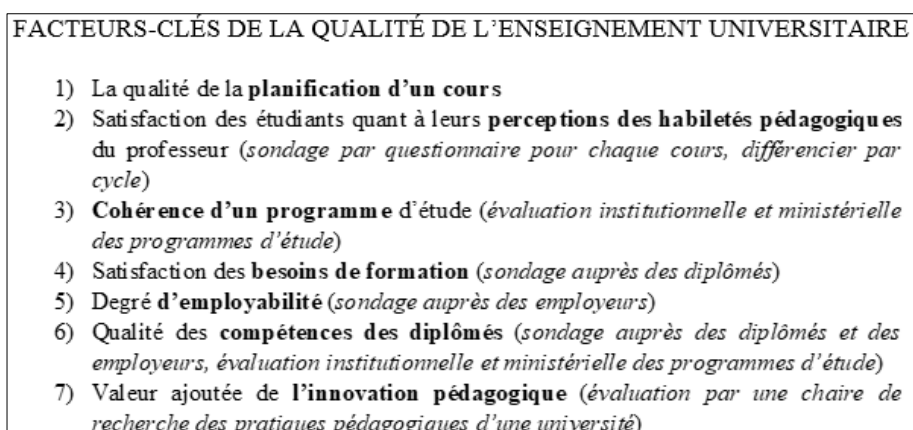 FACTEURS-CLÉS DE LA QUALITÉ DE L'ENSEIGNEMENT UNIVERSITAIRE
1) La qualité de la planification d'un cours
2) Satisfaction des étudiants quant à leurs perceptions des habiletés pédagogiques
du professeur (sondage par questionnaire pour chaque cours, différencier par
cycle)
3) Cohérence d'un programme d'étude (évaluation institutionnelle et ministérielle
des programmes d'étude)
4) Satisfaction des besoins de formation (sondage auprès des diplômés)
5) Degré d'employabilité (sondage auprès des employeurs)
6) Qualité des compétences des diplômés (sondage auprès des diplômés et des
employeurs, évaluation institutionnelle et ministérielle des programmes d'étude)
7) Valeur ajoutée de l'innovation pédagogique (évaluation par une chaire de
recherche des pratiques pédagogiques d'une université)